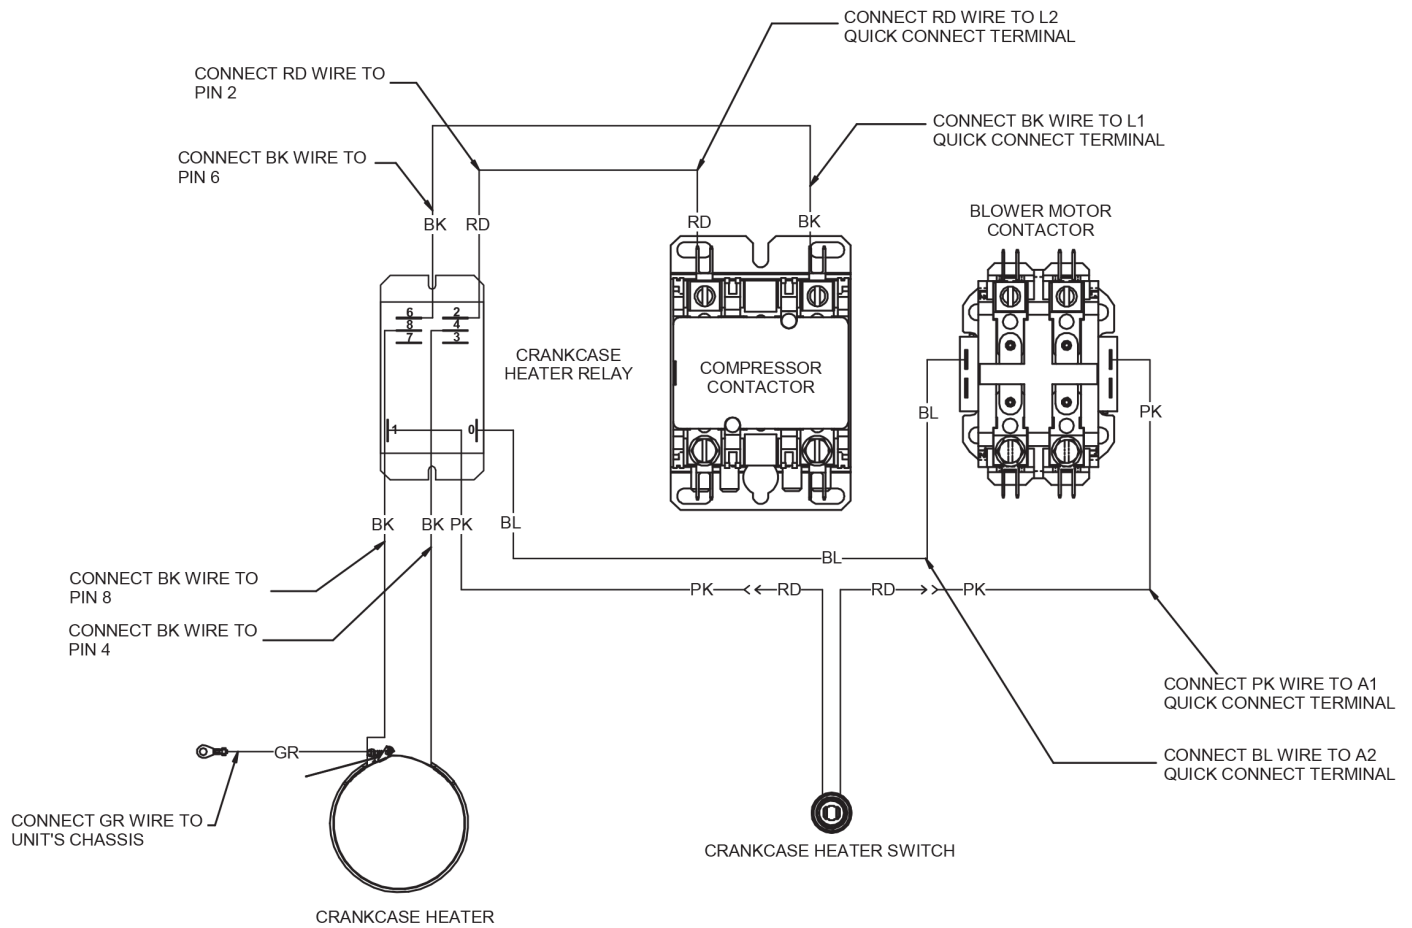 CONNECT RD WIRE TO L2
QUICK CONNECT TERMINAL
CONNECT RD WIRE TO
PIN 2
CONNECT BK WIRE TO L1
QUICK CONNECT TERMINAL
CONNECT BK WIRE TO
PIN 6
BK
RD
RD
BK
BLOWER MOTOR
CONTACTOR
6
2
8
4
7
3
CRANKCASE
HEATER RELAY
COMPRESSOR
CONTACTOR
BL
PK
1
0
BK
BK
PK
BL
BL
CONNECT BK WIRE TO
PIN 8
PK
RD
RD
PK
CONNECT BK WIRE TO
PIN 4
CONNECT PK WIRE TO A1
QUICK CONNECT TERMINAL
GR
CONNECT BL WIRE TO A2
QUICK CONNECT TERMINAL
CONNECT GR WIRE TO
UNIT'S CHASSIS
CRANKCASE HEATER SWITCH
CRANKCASE HEATER